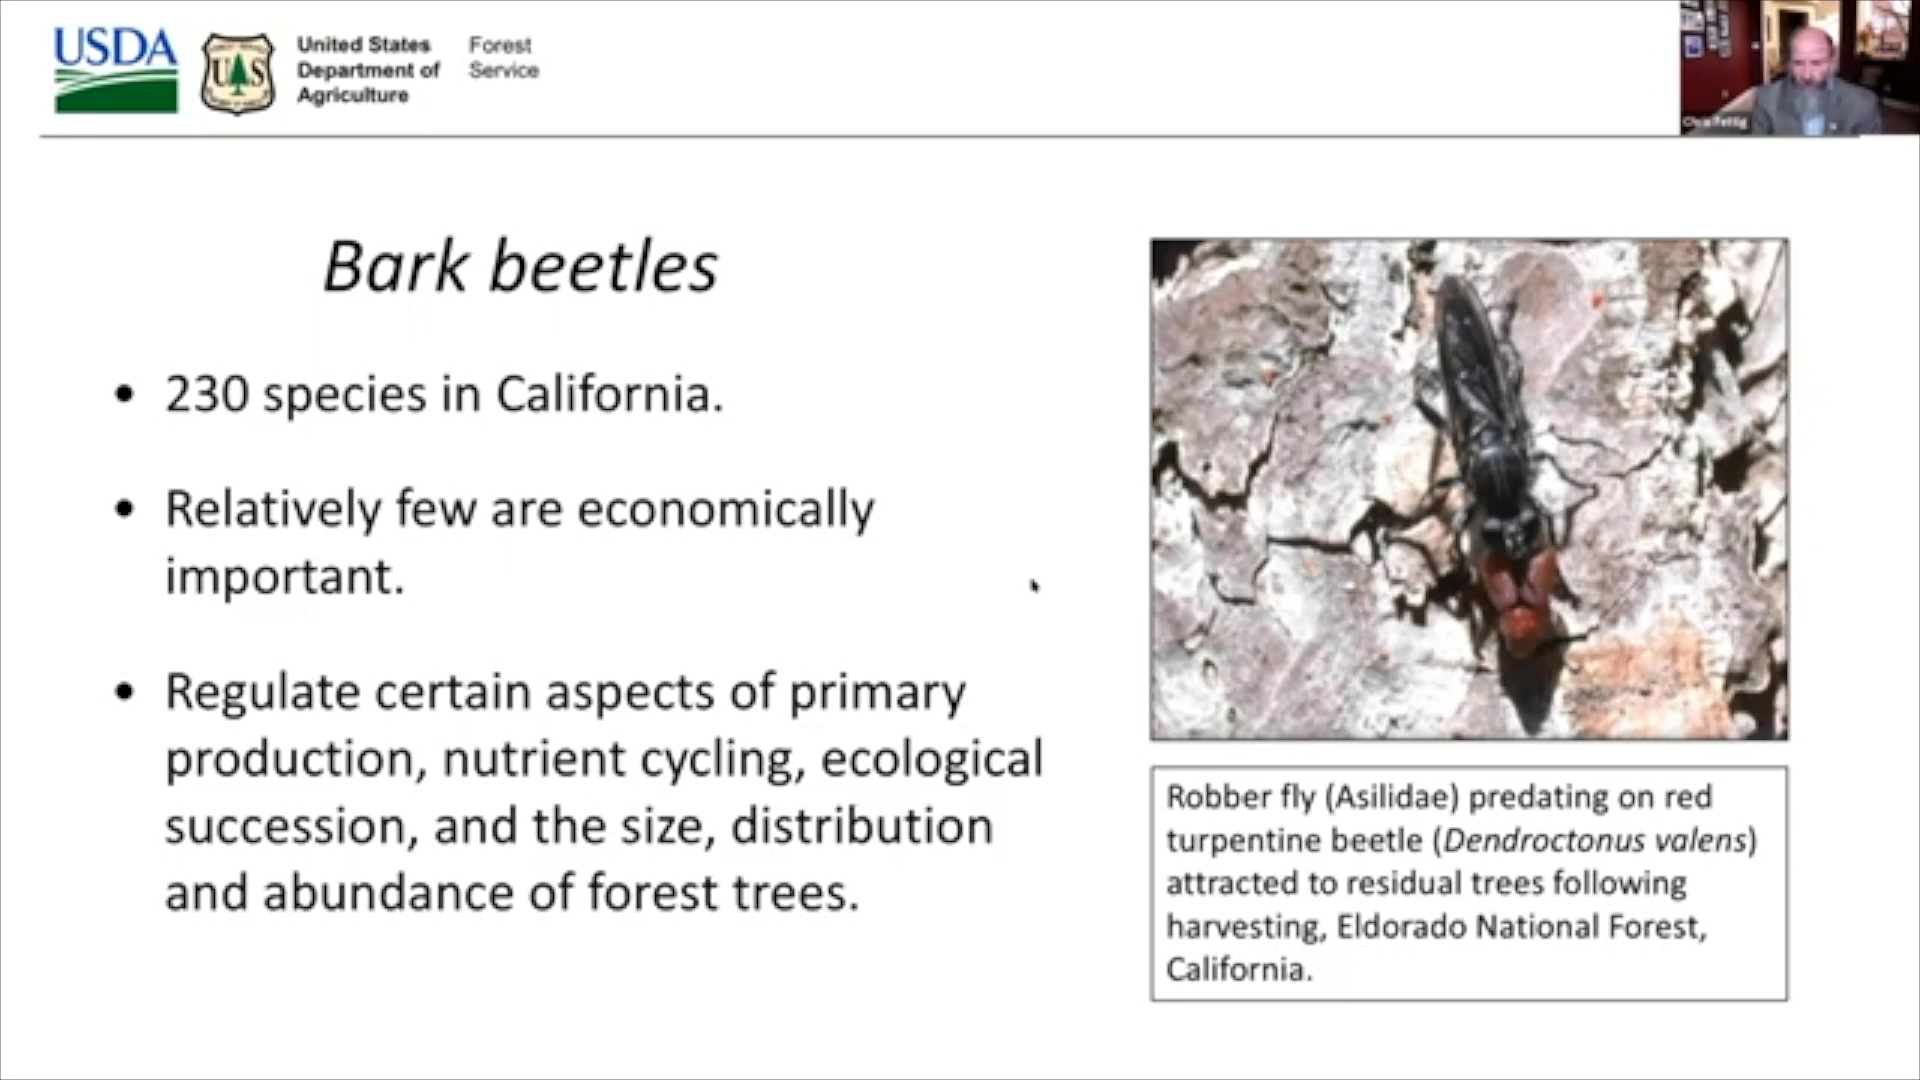 USDA
UAS
United States
Department of
Agriculture
Forest
Service
Chris Fettig
Bark beetles
• 230 species in California.
• Relatively few are economically
important.
• Regulate certain aspects of primary
production, nutrient cycling, ecological
succession, and the size, distribution
and abundance of forest trees.
Robber fly (Asilidae) predating on red
turpentine beetle (Dendroctonus valens)
attracted to residual trees following
harvesting, Eldorado National Forest,
California.